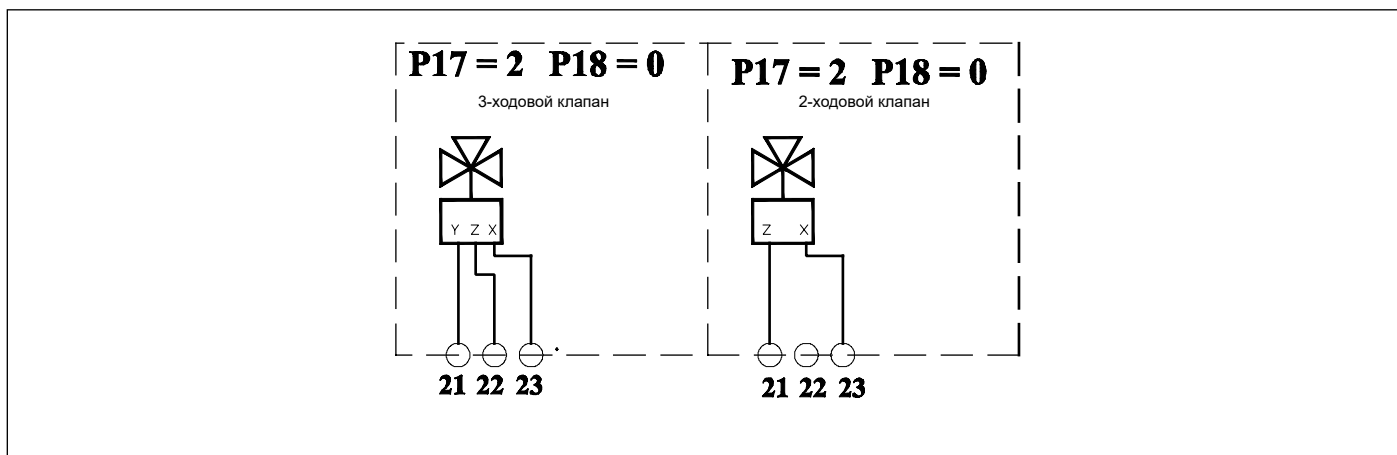 P17 = 2 P18 = 0
3-ходовой клапан
Y Z X
21 22 23
P17 = 2 P18 = 0
2-ходовой клапан
Z X
21 22 23